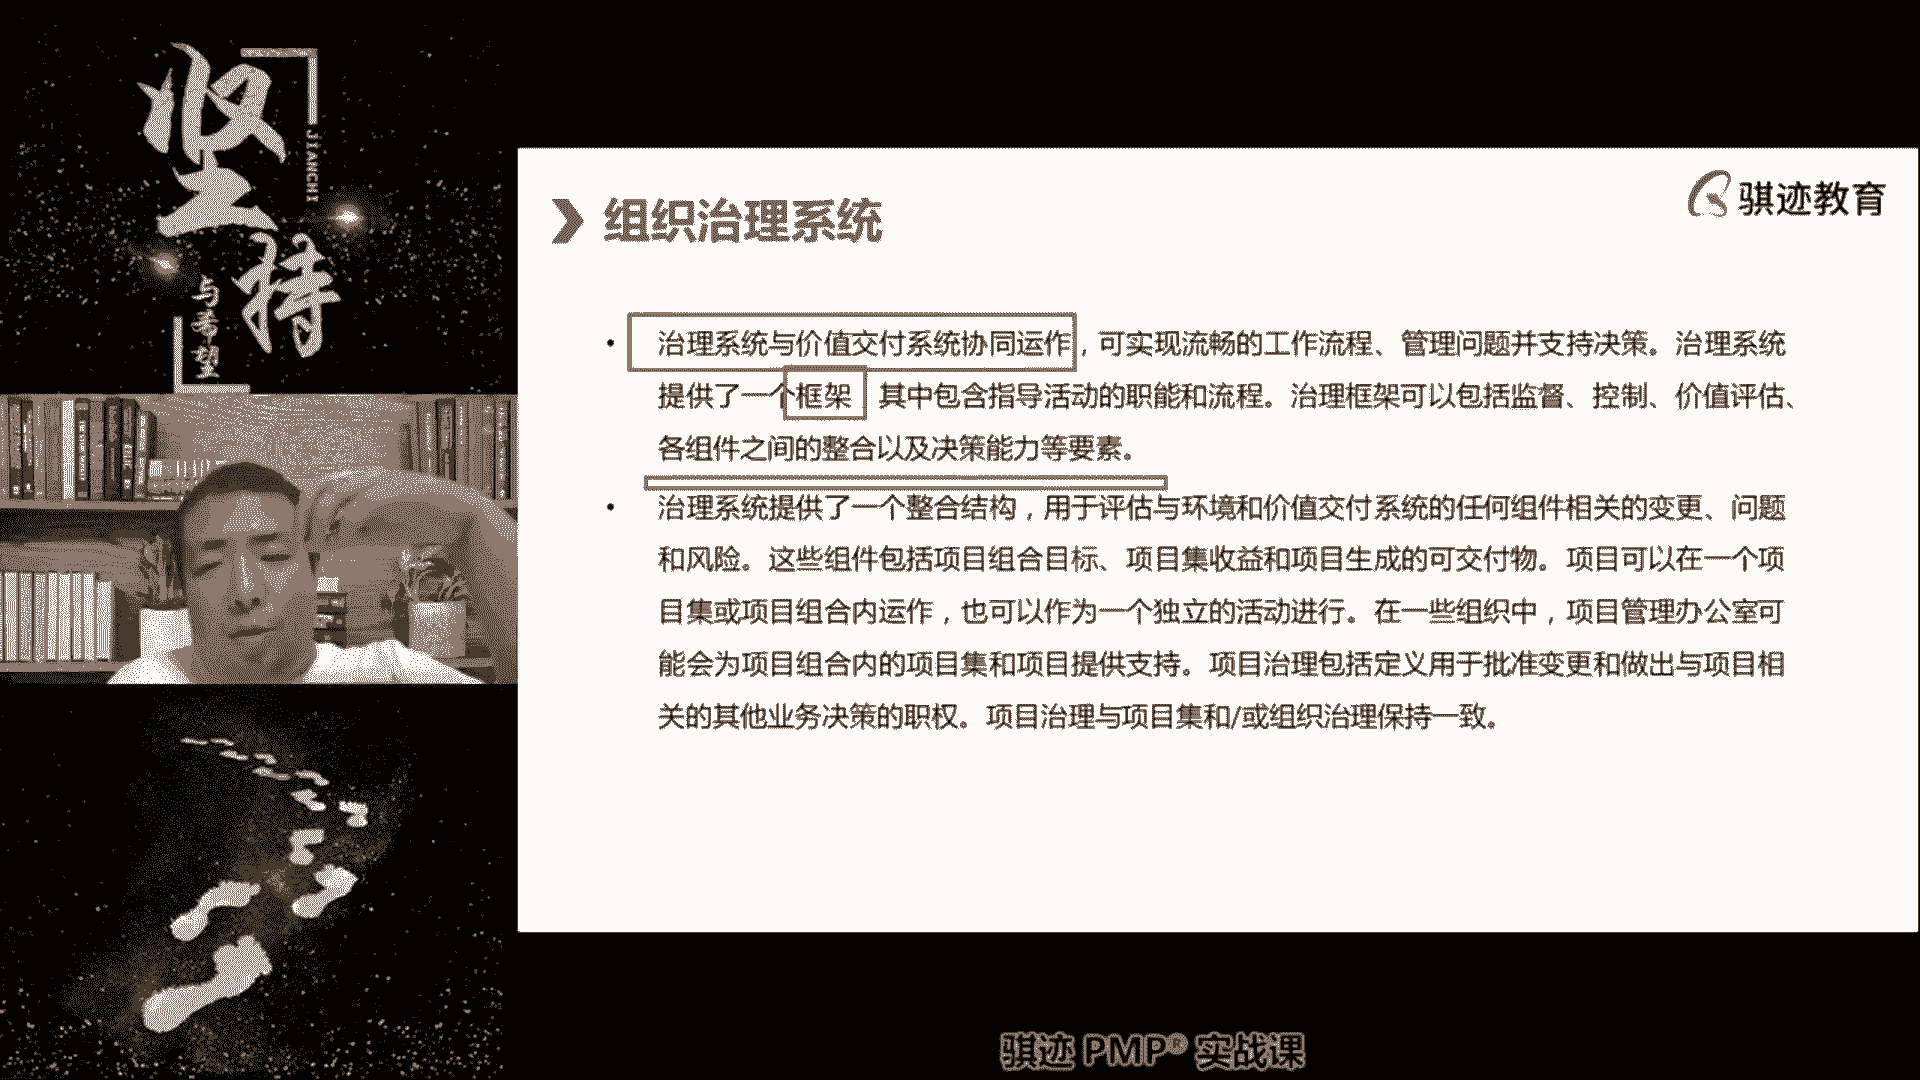 坚持
JIANCHI
与希望
骐迹教育
组织治理系统
• 治理系统与价值交付系统协同运作，可实现流畅的工作流程、管理问题并支持决策。治理系统
提供了一个框架 其中包含指导活动的职能和流程。治理框架可以包括监督、控制、价值评估、
各组件之间的整合以及决策能力等要素。
• 治理系统提供了一个整合结构，用于评估与环境和价值交付系统的任何组件相关的变更、问题
和风险。这些组件包括项目组合目标、项目集收益和项目生成的可交付物。项目可以在一个项
目集或项目组合内运作，也可以作为一个独立的活动进行。在一些组织中，项目管理办公室可
能会为项目组合内的项目集和项目提供支持。项目治理包括定义用于批准变更和做出与项目相
关的其他业务决策的职权。项目治理与项目集和/或组织治理保持一致。
骐迹 PMP® 实战课